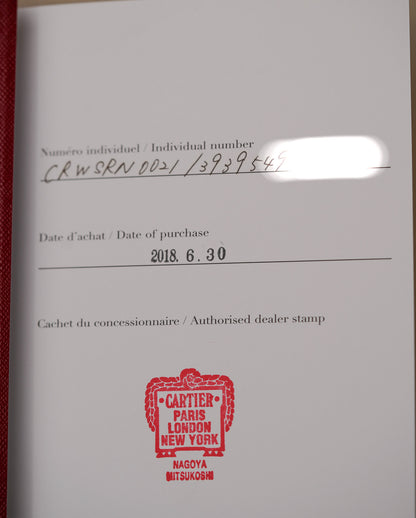 Numéro individuel / Individual number
CRWSRN0021 / 3939549
Date d'achat / Date of purchase
2018. 6. 30
Cachet du concessionnaire / Authorised dealer stamp
· CARTIER ·
PARIS
LONDON
NEW YORK
NAGOYA
MITSUKOSHI